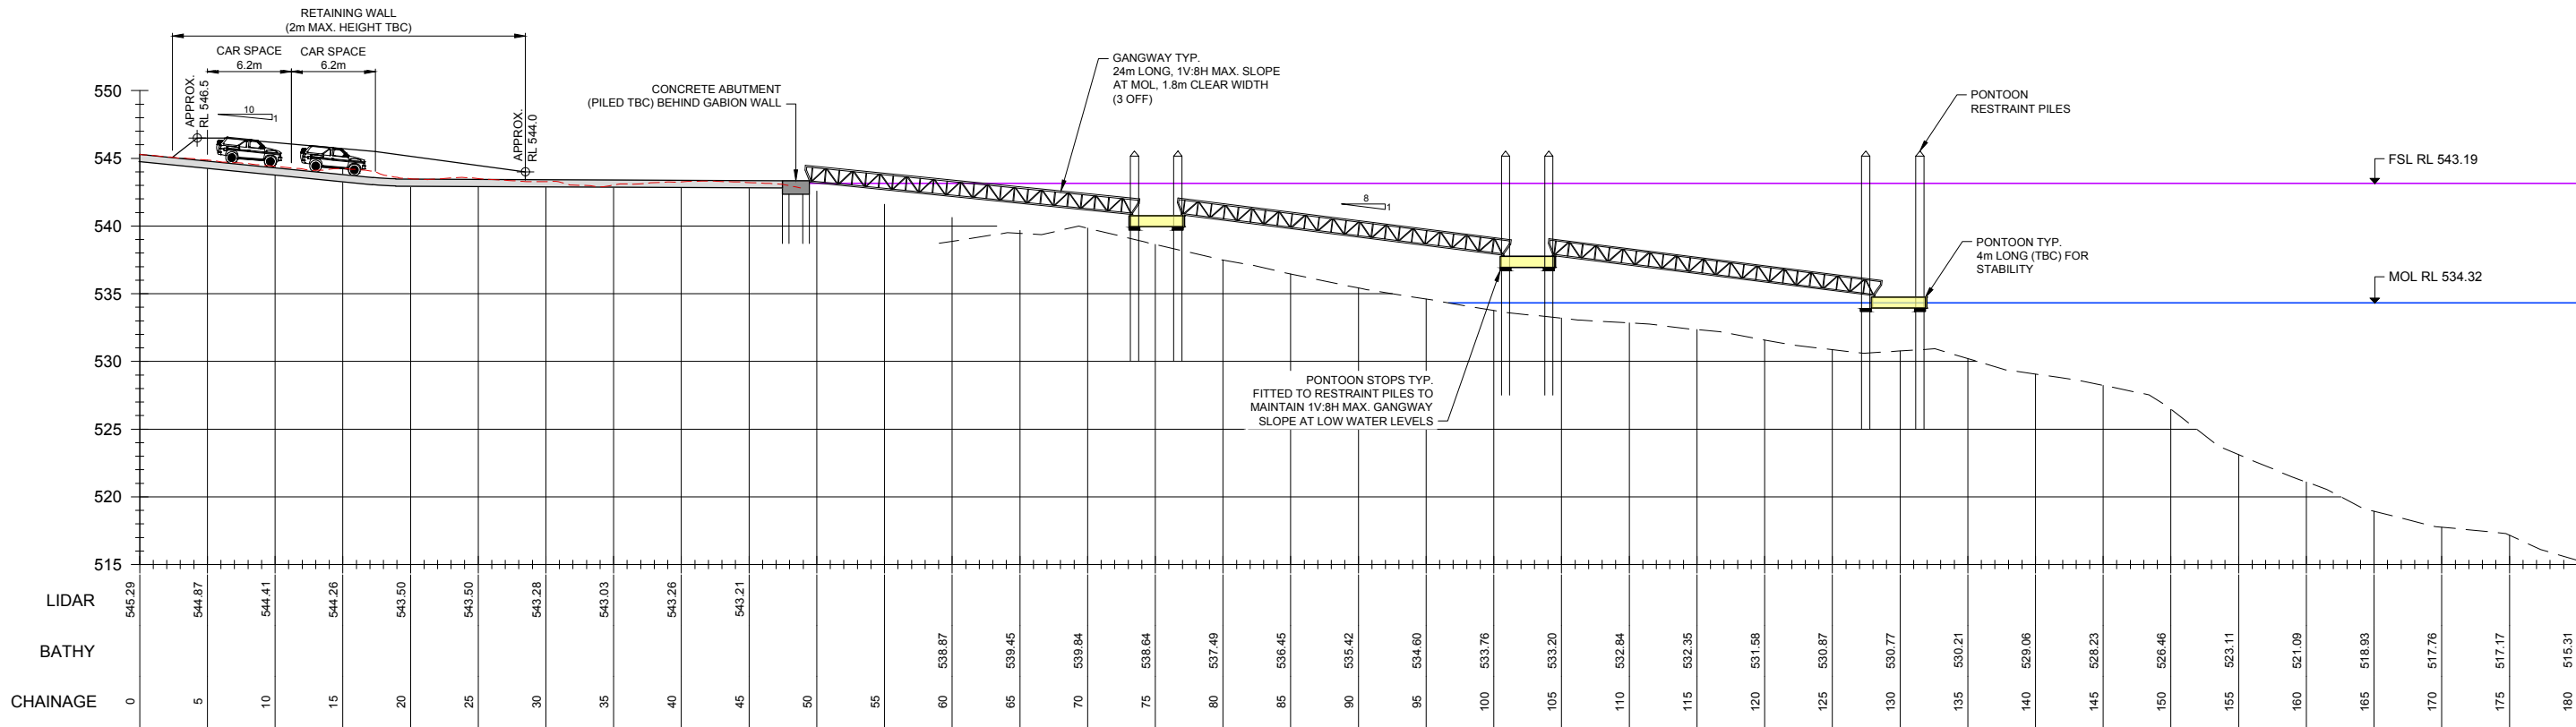 RETAINING WALL
(2m MAX. HEIGHT TBC)
CAR SPACE
6.2m
CAR SPACE
6.2m
APPROX.
RL 546.5
10
1
APPROX.
RL 544.0
CONCRETE ABUTMENT
(PILED TBC) BEHIND GABION WALL
GANGWAY TYP.
24m LONG, 1V:8H MAX. SLOPE
AT MOL, 1.8m CLEAR WIDTH
(3 OFF)
PONTOON
RESTRAINT PILES
FSL RL 543.19
8
1
PONTOON TYP.
4m LONG (TBC) FOR
STABILITY
MOL RL 534.32
PONTOON STOPS TYP.
FITTED TO RESTRAINT PILES TO
MAINTAIN 1V:8H MAX. GANGWAY
SLOPE AT LOW WATER LEVELS
550
545
540
535
530
525
520
515
LIDAR 545.29 544.87 544.41 544.26 543.50 543.50 543.28 543.03 543.26 543.21
BATHY 538.87 539.45 539.84 538.64 537.49 536.45 535.42 534.60 533.76 533.20 532.84 532.35 531.58 530.87 530.77 530.21 529.06 528.23 526.46 523.11 521.09 518.93 517.76 517.17 515.31
CHAINAGE 0 5 10 15 20 25 30 35 40 45 50 55 60 65 70 75 80 85 90 95 100 105 110 115 120 125 130 135 140 145 150 155 160 165 170 175 180